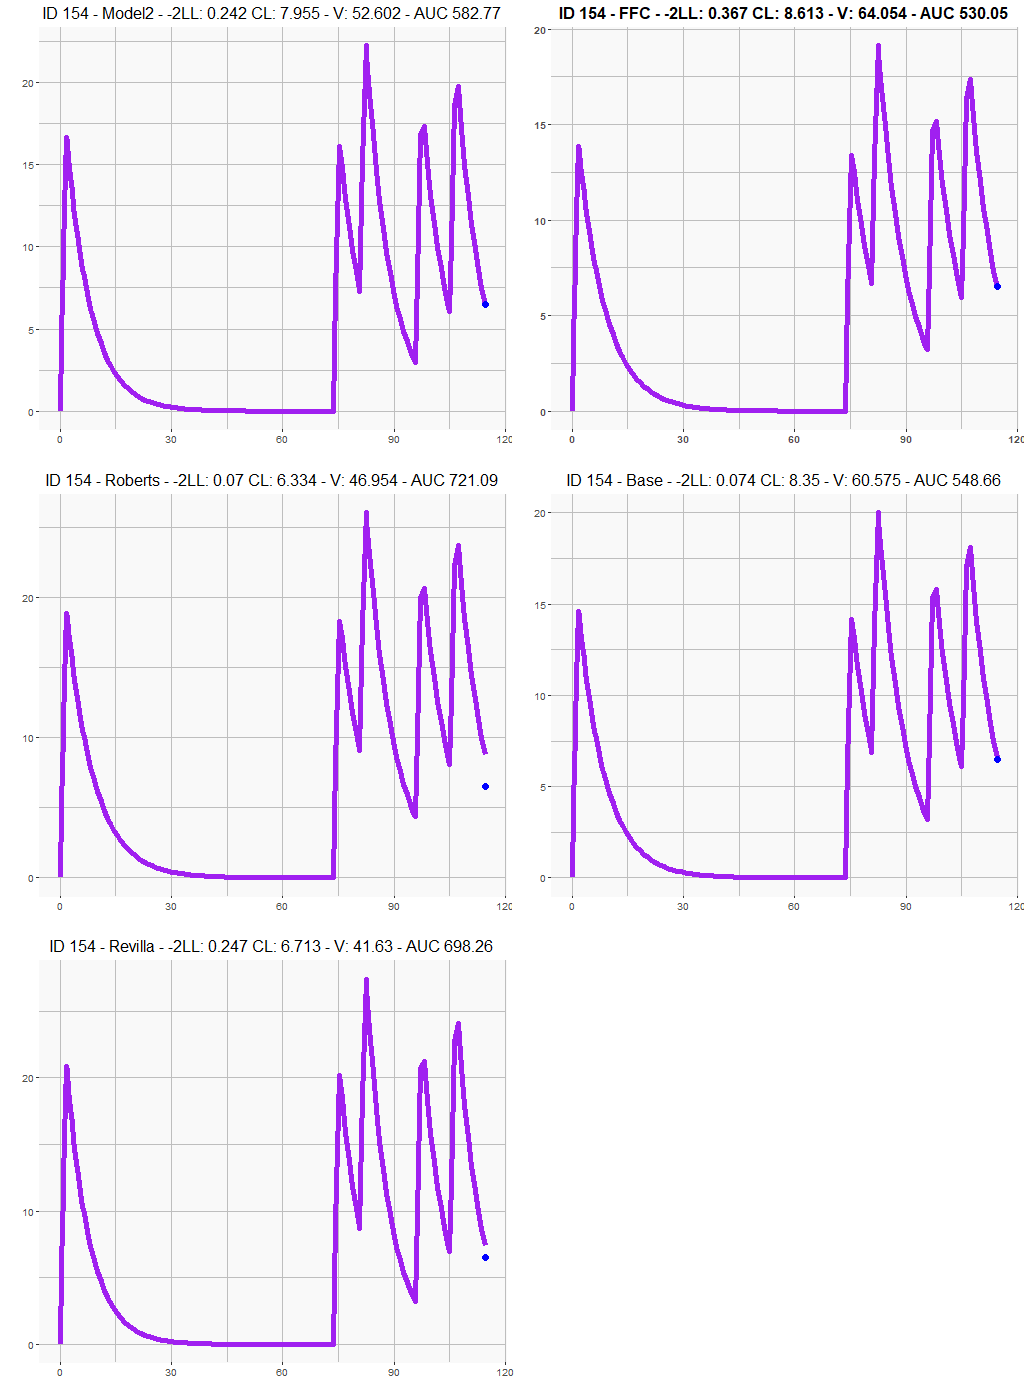 ID 154 - Model2 - -2LL: 0.242 CL: 7.955 - V: 52.602 - AUC 582.77
20
15
10
5
0
0 30 60 90 120
ID 154 - FFC - -2LL: 0.367 CL: 8.613 - V: 64.054 - AUC 530.05
20
15
10
5
0
0 30 60 90 120
ID 154 - Roberts - -2LL: 0.07 CL: 6.334 - V: 46.954 - AUC 721.09
20
10
0
0 30 60 90 120
ID 154 - Base - -2LL: 0.074 CL: 8.35 - V: 60.575 - AUC 548.66
20
15
10
5
0
0 30 60 90 120
ID 154 - Revilla - -2LL: 0.247 CL: 6.713 - V: 41.63 - AUC 698.26
20
10
0
0 30 60 90 120